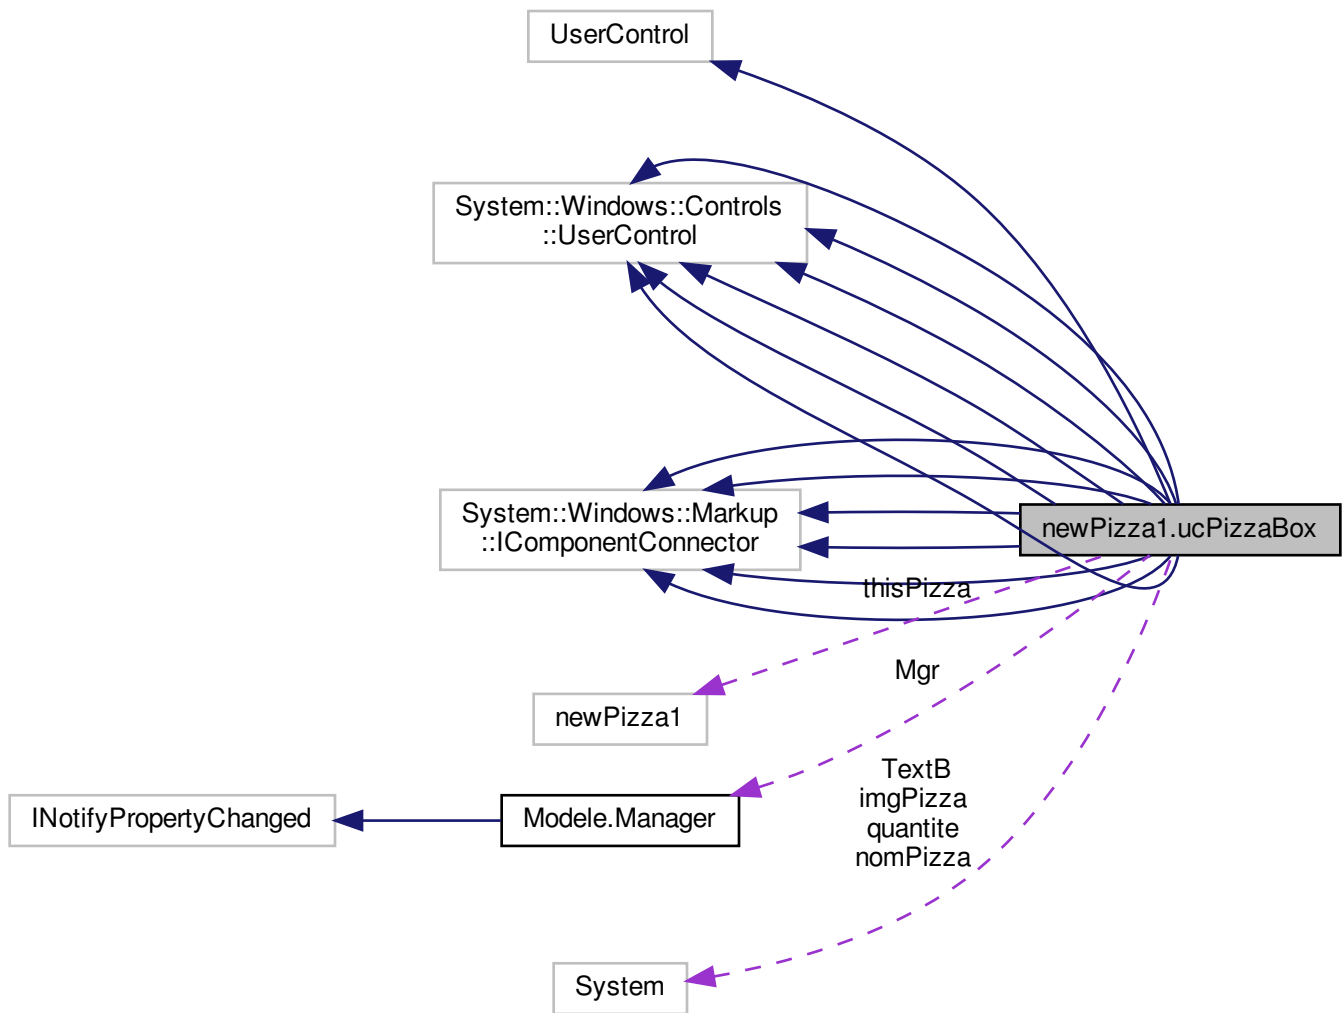 UserControl
System::Windows::Controls
::UserControl
System::Windows::Markup
::IComponentConnector
newPizza1.ucPizzaBox
thisPizza
Mgr
newPizza1
TextB
imgPizza
quantite
nomPizza
INotifyPropertyChanged
Modele.Manager
System